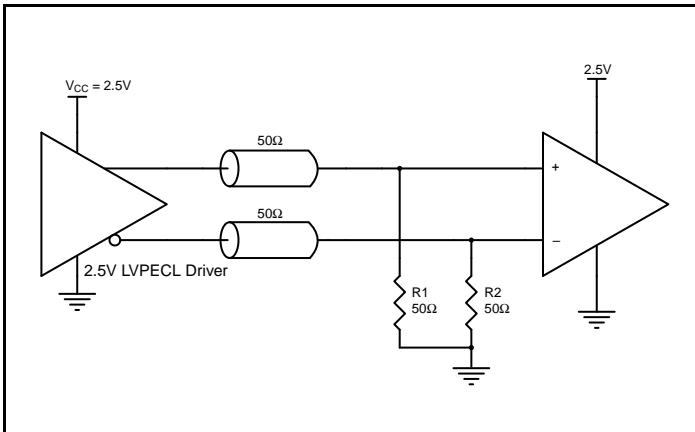 V_CC = 2.5V
2.5V
50Ω
+
50Ω
−
2.5V LVPECL Driver
R1
50Ω
R2
50Ω